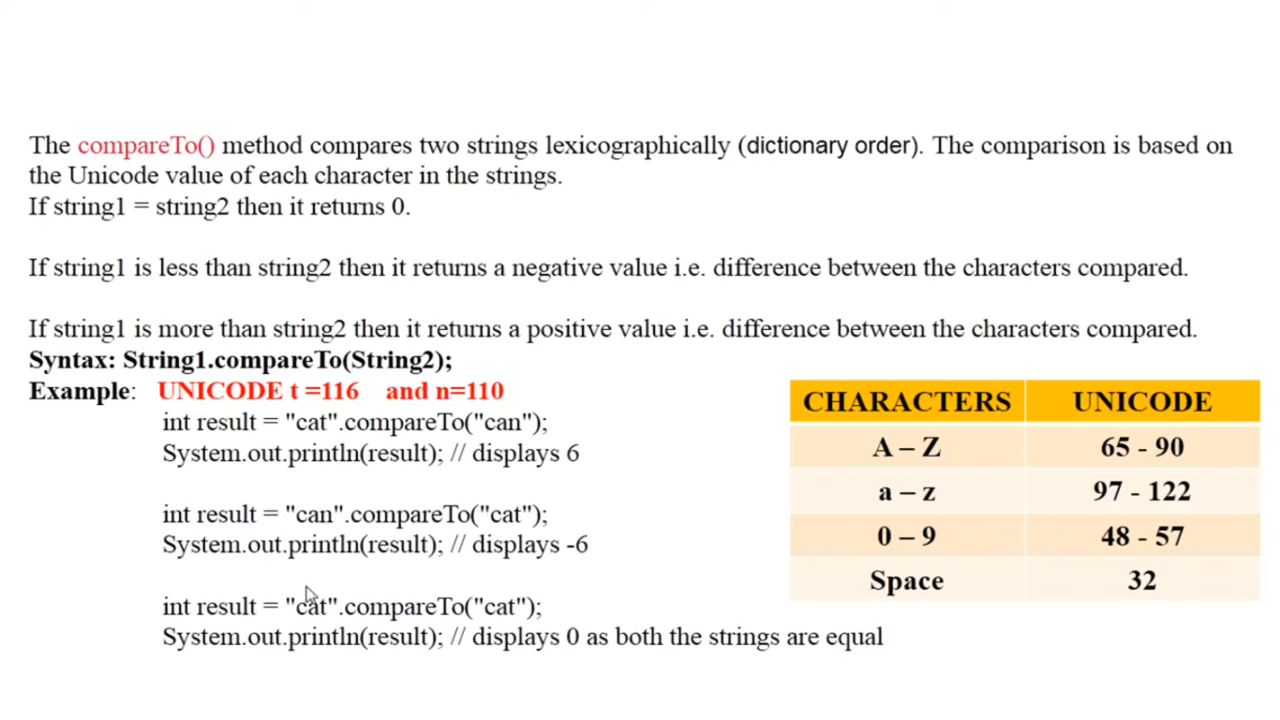 The compareTo() method compares two strings lexicographically (dictionary order). The comparison is based on
the Unicode value of each character in the strings.
If string1 = string2 then it returns 0.
If string1 is less than string2 then it returns a negative value i.e. difference between the characters compared.
If string1 is more than string2 then it returns a positive value i.e. difference between the characters compared.
Syntax: String1.compareTo(String2);
Example: UNICODE t =116 and n=110
int result = "cat".compareTo("can");
System.out.println(result); // displays 6
int result = "can".compareTo("cat");
System.out.println(result); // displays -6
int result = "cat".compareTo("cat");
System.out.println(result); // displays 0 as both the strings are equal
CHARACTERS UNICODE
A – Z 65 - 90
a – z 97 - 122
0 – 9 48 - 57
Space 32